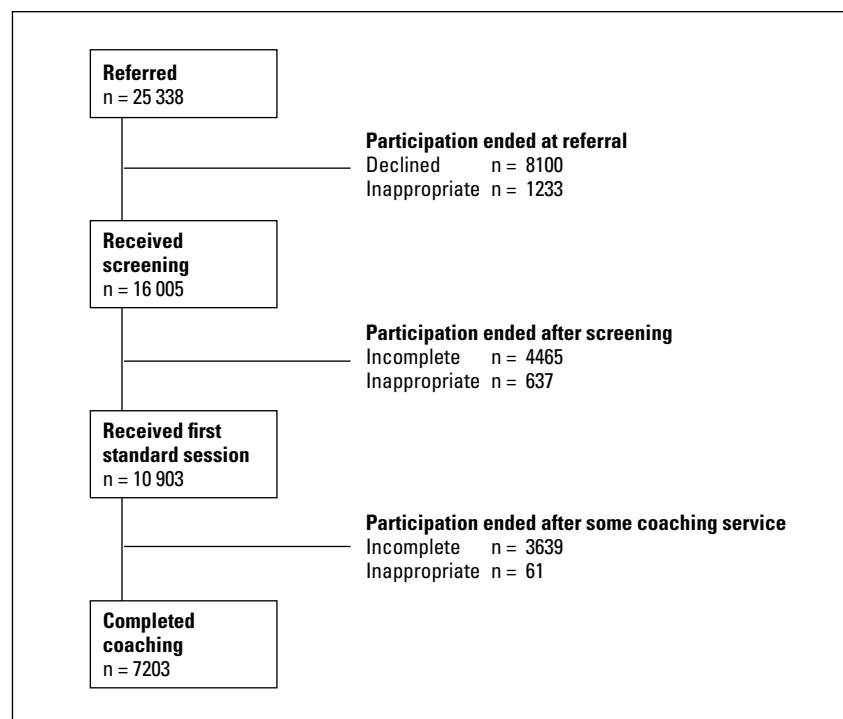 Referred
n = 25 338
Participation ended at referral
Declined n = 8100
Inappropriate n = 1233
Received
screening
n = 16 005
Participation ended after screening
Incomplete n = 4465
Inappropriate n = 637
Received first
standard session
n = 10 903
Participation ended after some coaching service
Incomplete n = 3639
Inappropriate n = 61
Completed
coaching
n = 7203